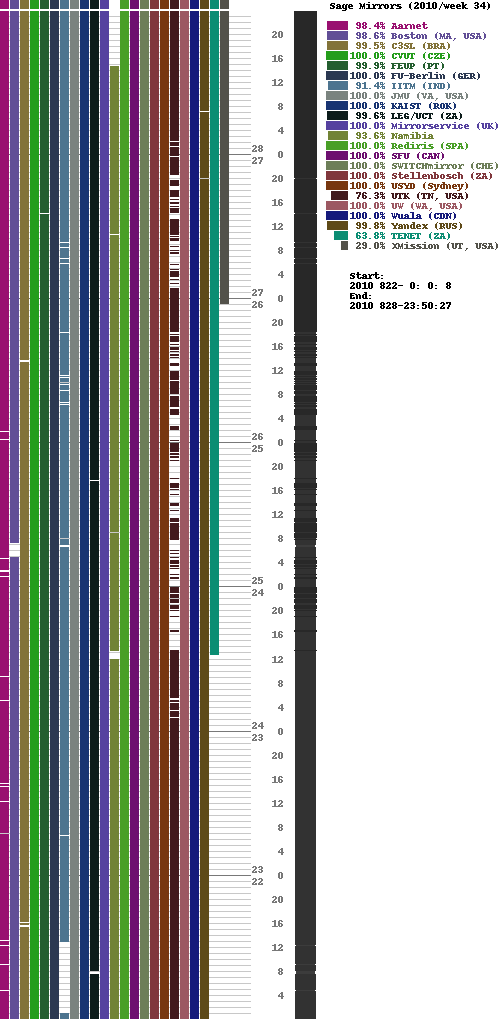 Sage Mirrors (2010/week 34)
98.4% Aarnet
98.6% Boston (MA, USA)
99.5% C3SL (BRA)
100.0% CVUT (CZE)
99.9% FEUP (PT)
100.0% FU-Berlin (GER)
91.4% IITM (IND)
100.0% JMU (VA, USA)
100.0% KAIST (ROK)
99.6% LEG/UCT (ZA)
100.0% Mirrorservice (UK)
93.6% Namibia
100.0% Rediris (SPA)
100.0% SFU (CAN)
100.0% SWITCHmirror (CHE)
100.0% Stellenbosch (ZA)
100.0% USYD (Sydney)
76.3% UTK (TN, USA)
100.0% UW (WA, USA)
100.0% Wuala (CDN)
99.8% Yandex (RUS)
63.8% TENET (ZA)
29.0% XMission (UT, USA)
Start:
2010 822- 0: 0: 8
End:
2010 828-23:50:27
20
16
12
8
4
28
0
27
20
16
12
8
4
27
0
26
20
16
12
8
4
26
0
25
20
16
12
8
4
25
0
24
20
16
12
8
4
24
0
23
20
16
12
8
4
23
0
22
20
16
12
8
4